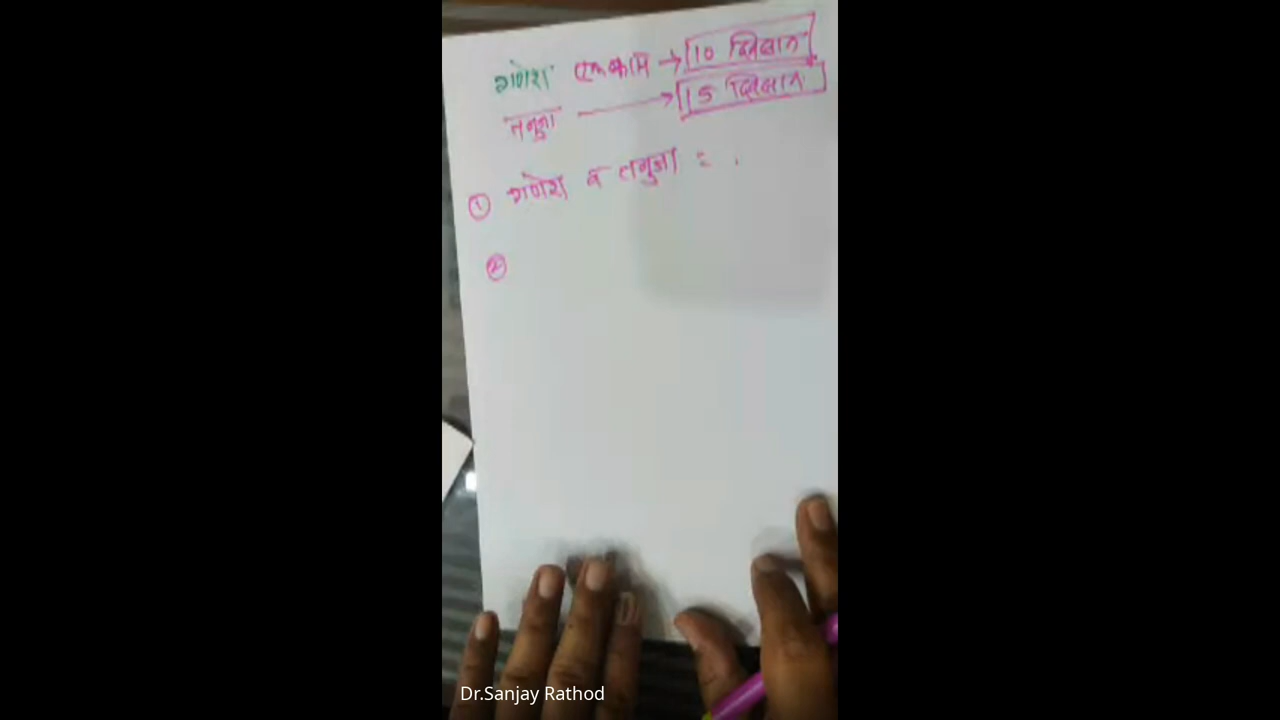 गणेश एक काम → 10 दिवसात
तनुजा → 15 दिवसात
① गणेश व तनुजा = .
②
Dr.Sanjay Rathod